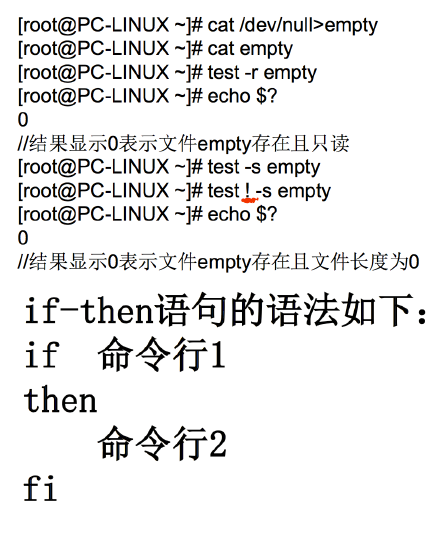 [root@PC-LINUX ~]# cat /dev/null>empty
[root@PC-LINUX ~]# cat empty
[root@PC-LINUX ~]# test -r empty
[root@PC-LINUX ~]# echo $?
0
//结果显示0表示文件empty存在且只读
[root@PC-LINUX ~]# test -s empty
[root@PC-LINUX ~]# test ! -s empty
[root@PC-LINUX ~]# echo $?
0
//结果显示0表示文件empty存在且文件长度为0
if-then语句的语法如下：
if 命令行1
then
命令行2
fi